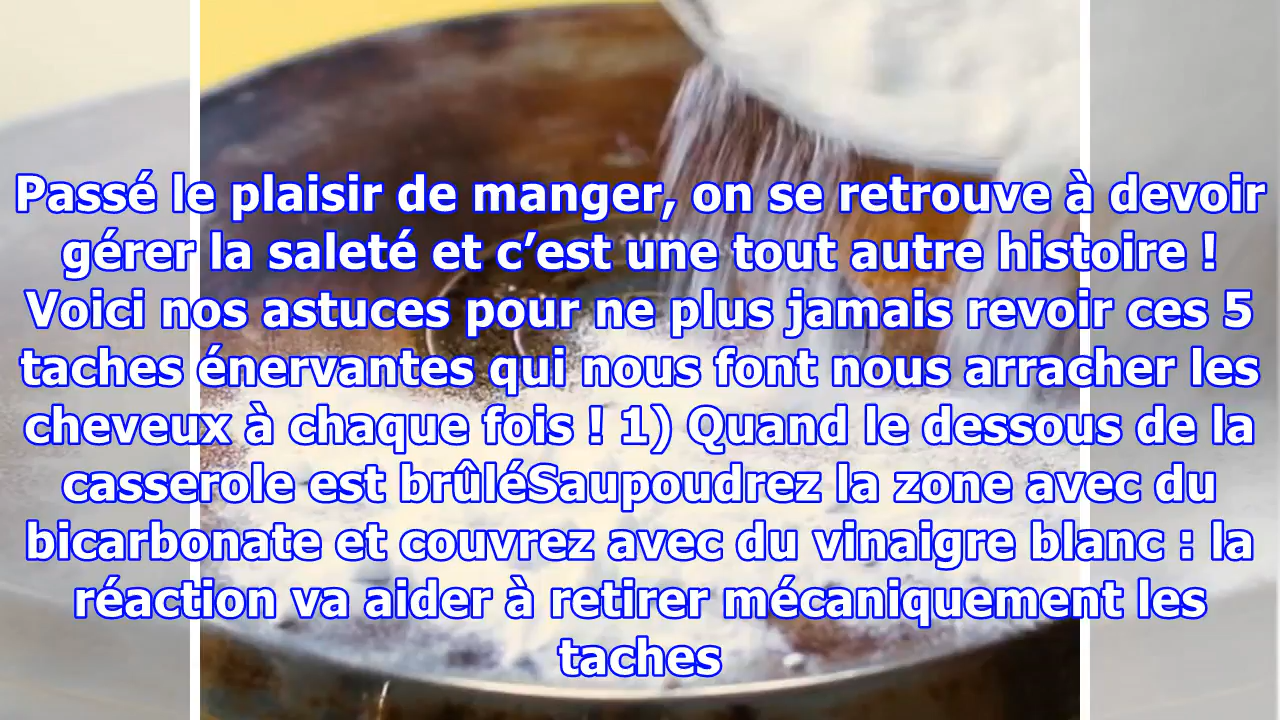 Passé le plaisir de manger, on se retrouve à devoir
gérer la saleté et c’est une tout autre histoire !
Voici nos astuces pour ne plus jamais revoir ces 5
taches énervantes qui nous font nous arracher les
cheveux à chaque fois ! 1) Quand le dessous de la
casserole est brûléSaupoudrez la zone avec du
bicarbonate et couvrez avec du vinaigre blanc : la
réaction va aider à retirer mécaniquement les
taches